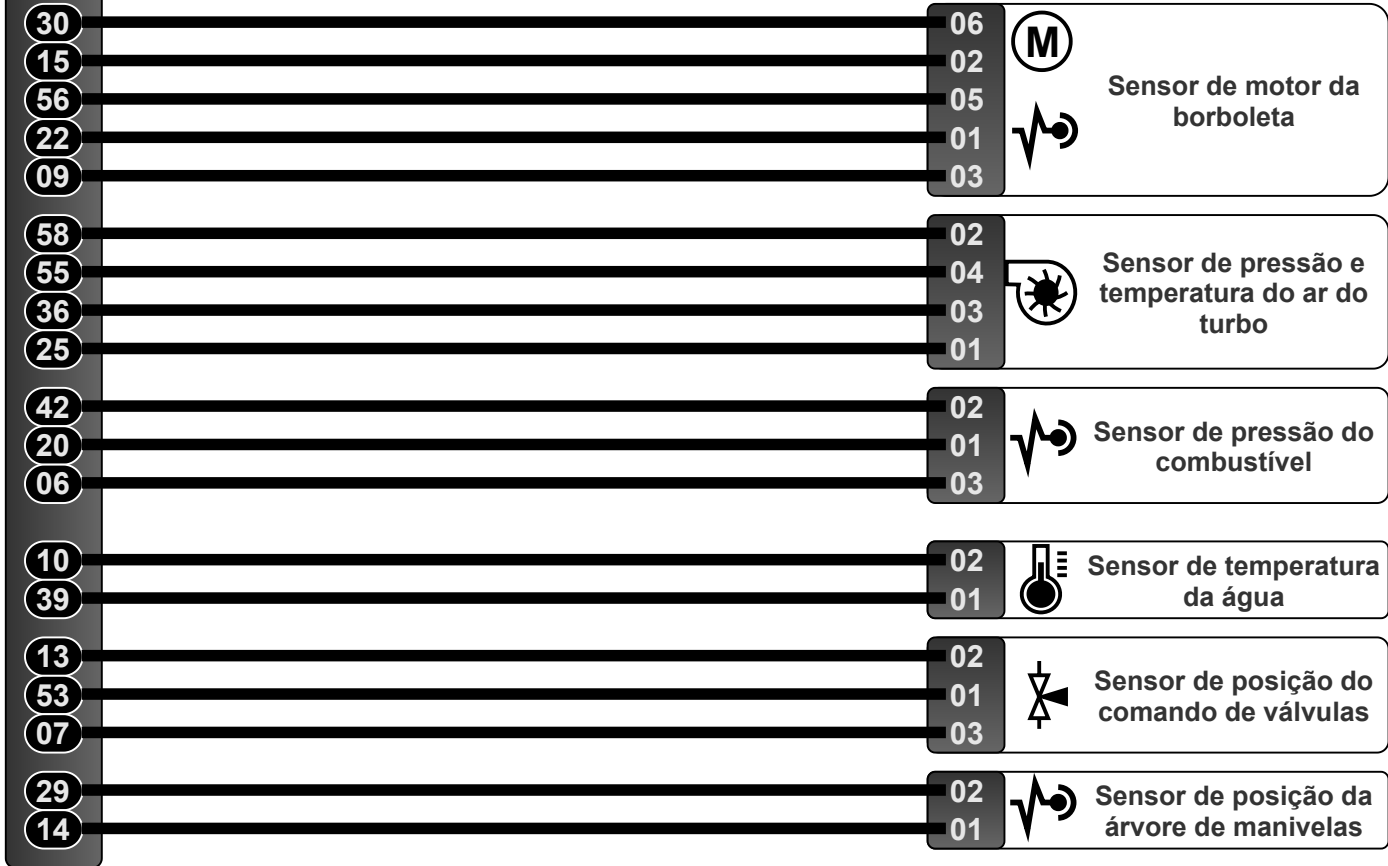 30 06
15 02
56 05
22 01
09 03
M
Sensor de motor da
borboleta
58 02
55 04
36 03
25 01
Sensor de pressão e
temperatura do ar do
turbo
42 02
20 01
06 03
Sensor de pressão do
combustível
10 02
39 01
Sensor de temperatura
da água
13 02
53 01
07 03
Sensor de posição do
comando de válvulas
29 02
14 01
Sensor de posição da
árvore de manivelas